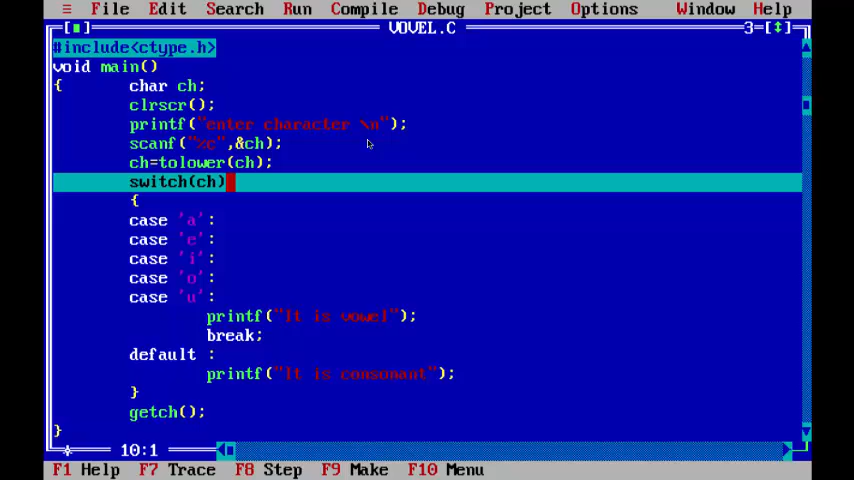 ≡ File Edit Search Run Compile Debug Project Options Window Help
[■] VOVEL.C 3=[↕]
#include<ctype.h>
void main()
{ char ch;
clrscr();
printf("enter character \n");
scanf("%c",&ch);
ch=tolower(ch);
switch(ch)
{
case 'a':
case 'e':
case 'i':
case 'o':
case 'u':
printf("It is vowel");
break;
default :
printf("It is consonant");
}
getch();
}
10:1
F1 Help F7 Trace F8 Step F9 Make F10 Menu